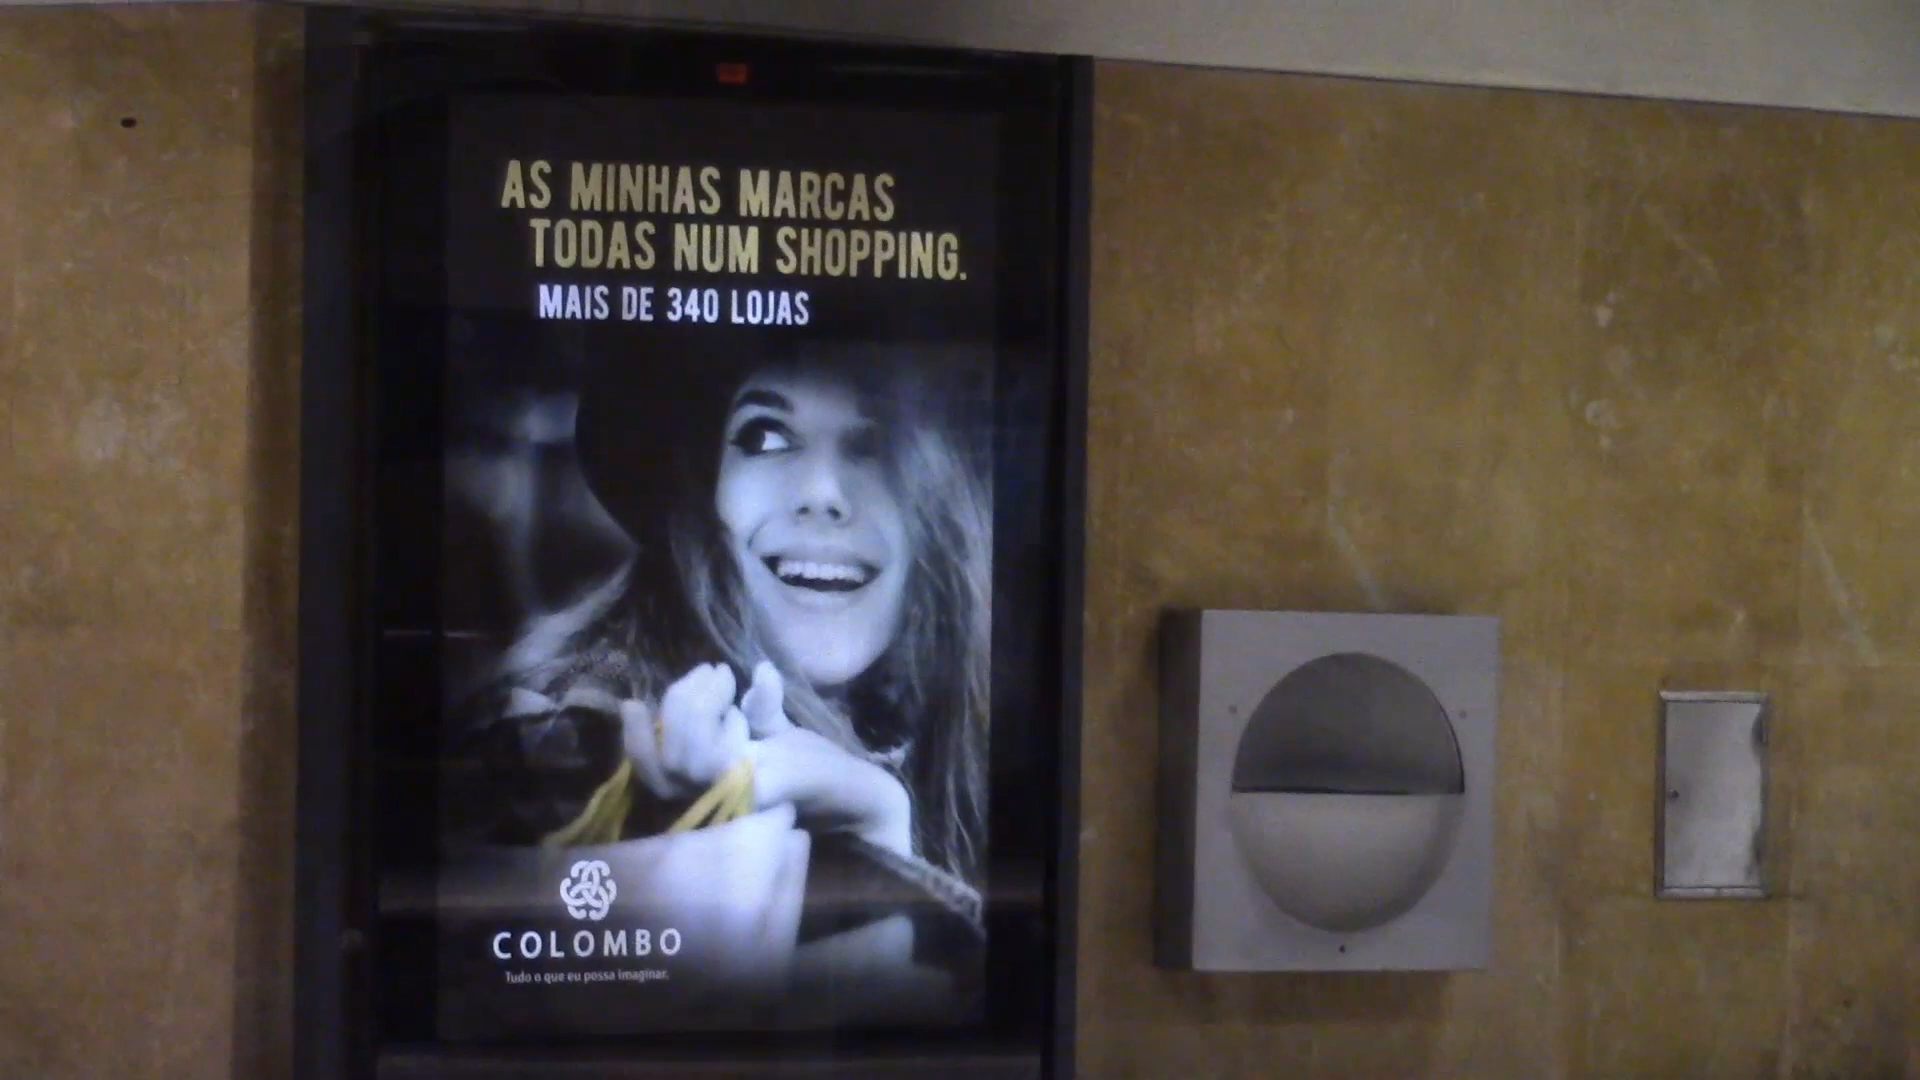 AS MINHAS MARCAS
TODAS NUM SHOPPING.
MAIS DE 340 LOJAS
COLOMBO
Tudo o que eu possa imaginar.